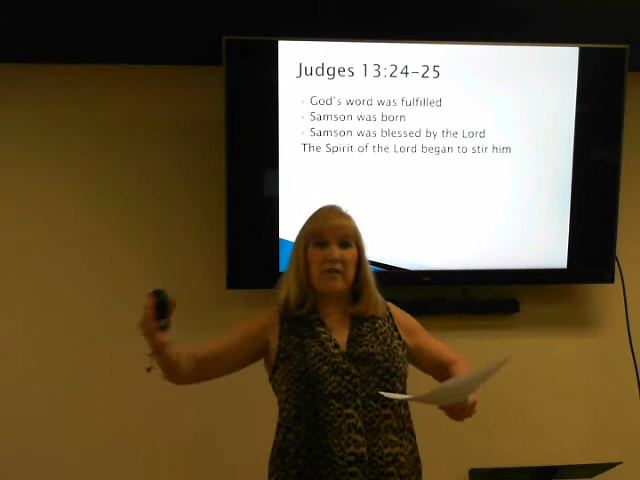 Judges 13:24-25
God's word was fulfilled
Samson was born
Samson was blessed by the Lord
The Spirit of the Lord began to stir him